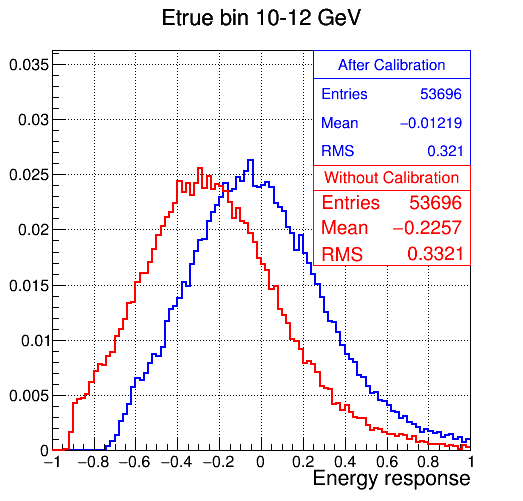 Etrue bin 10-12 GeV
After Calibration
Entries 53696
Mean −0.01219
RMS 0.321
Without Calibration
Entries 53696
Mean −0.2257
RMS 0.3321
0.035
0.03
0.025
0.02
0.015
0.01
0.005
0
−1 −0.8 −0.6 −0.4 −0.2 0 0.2 0.4 0.6 0.8 1
Energy response